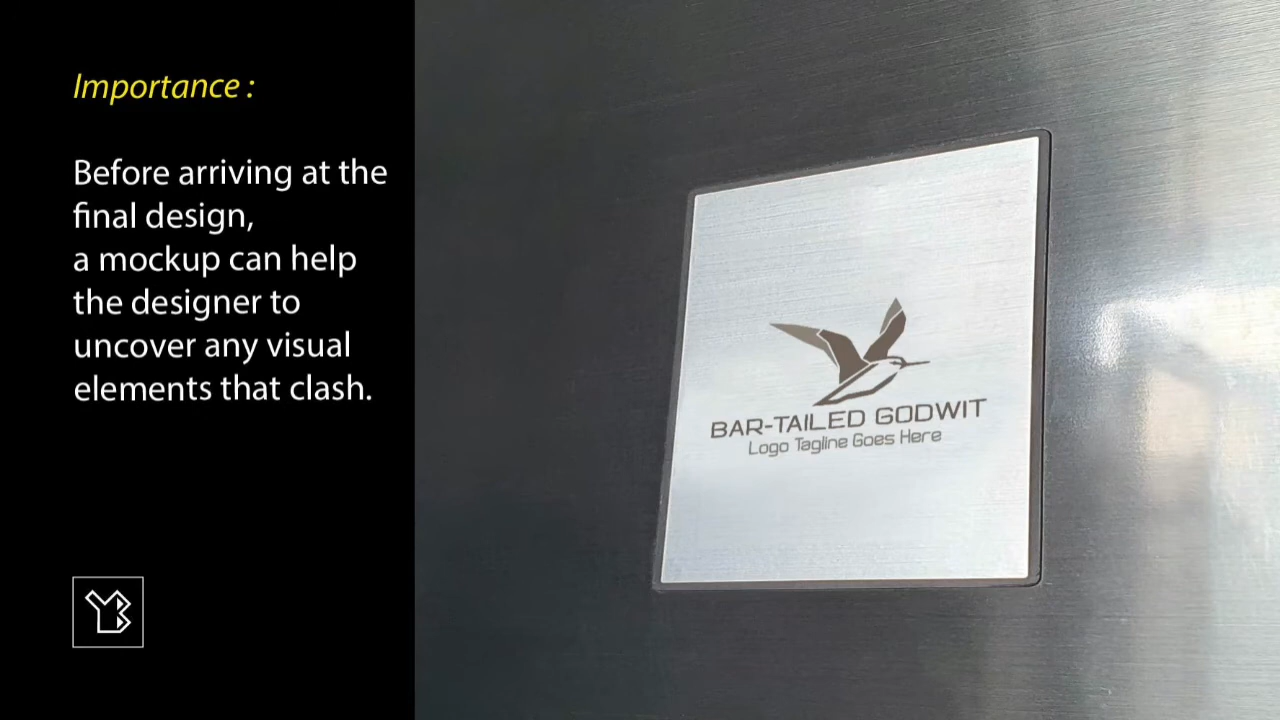 Importance :
Before arriving at the
final design,
a mockup can help
the designer to
uncover any visual
elements that clash.
BAR-TAILED GODWIT
Logo Tagline Goes Here
YB